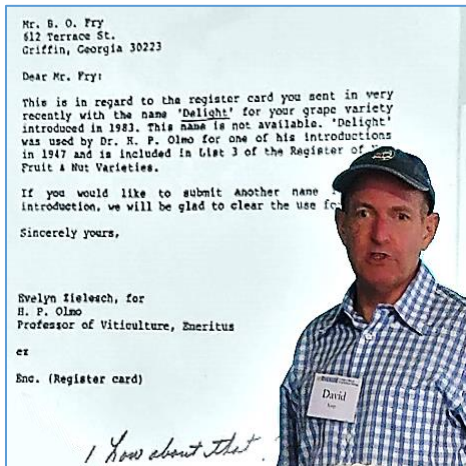 Mr. B. O. Fry
612 Terrace St.
Griffin, Georgia 30223
Dear Mr. Fry:
This is in regard to the register card you sent in very
recently with the name 'Delight' for your grape variety
introduced in 1983. This name is not available. 'Delight'
was used by Dr. H. P. Olmo for one of his introductions
in 1947 and is included in List 3 of the Register of
Fruit & Nut Varieties.
If you would like to submit another name
introduction, we will be glad to clear the use
Sincerely yours,
Evelyn Zielesch, for
H. P. Olmo
Professor of Viticulture, Emeritus
ez
Enc. (Register card)
How about that
David